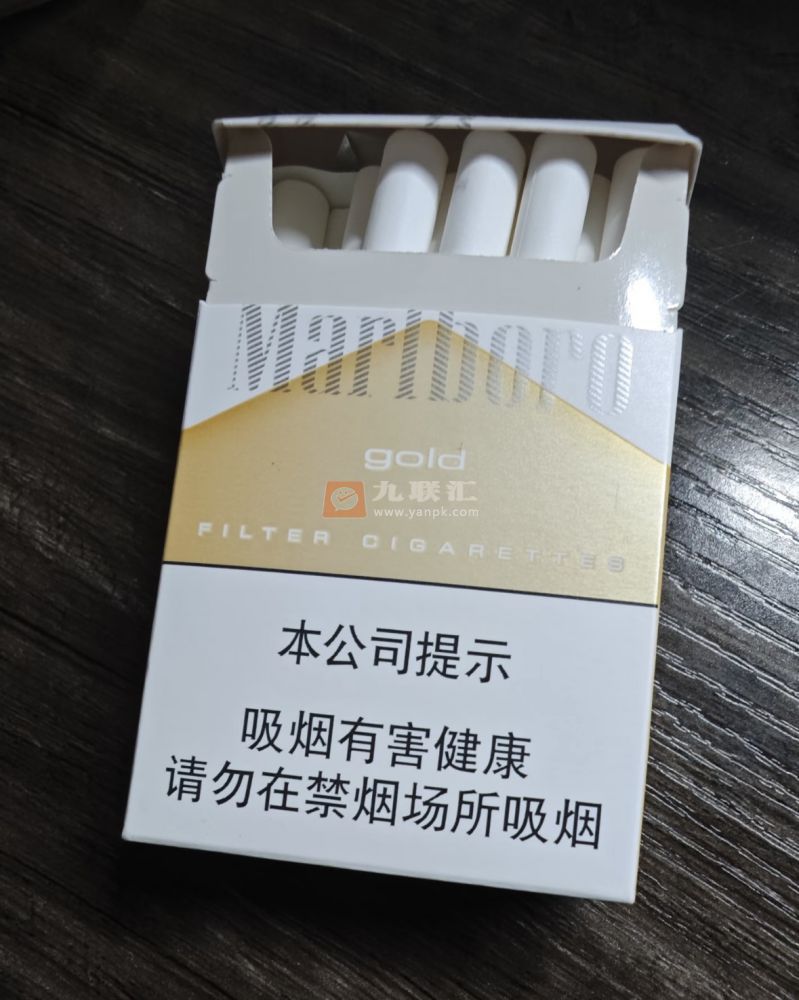 Marlboro
gold
九联汇
www.yanpk.com
FILTER CIGARETTES
本公司提示
吸烟有害健康
请勿在禁烟场所吸烟